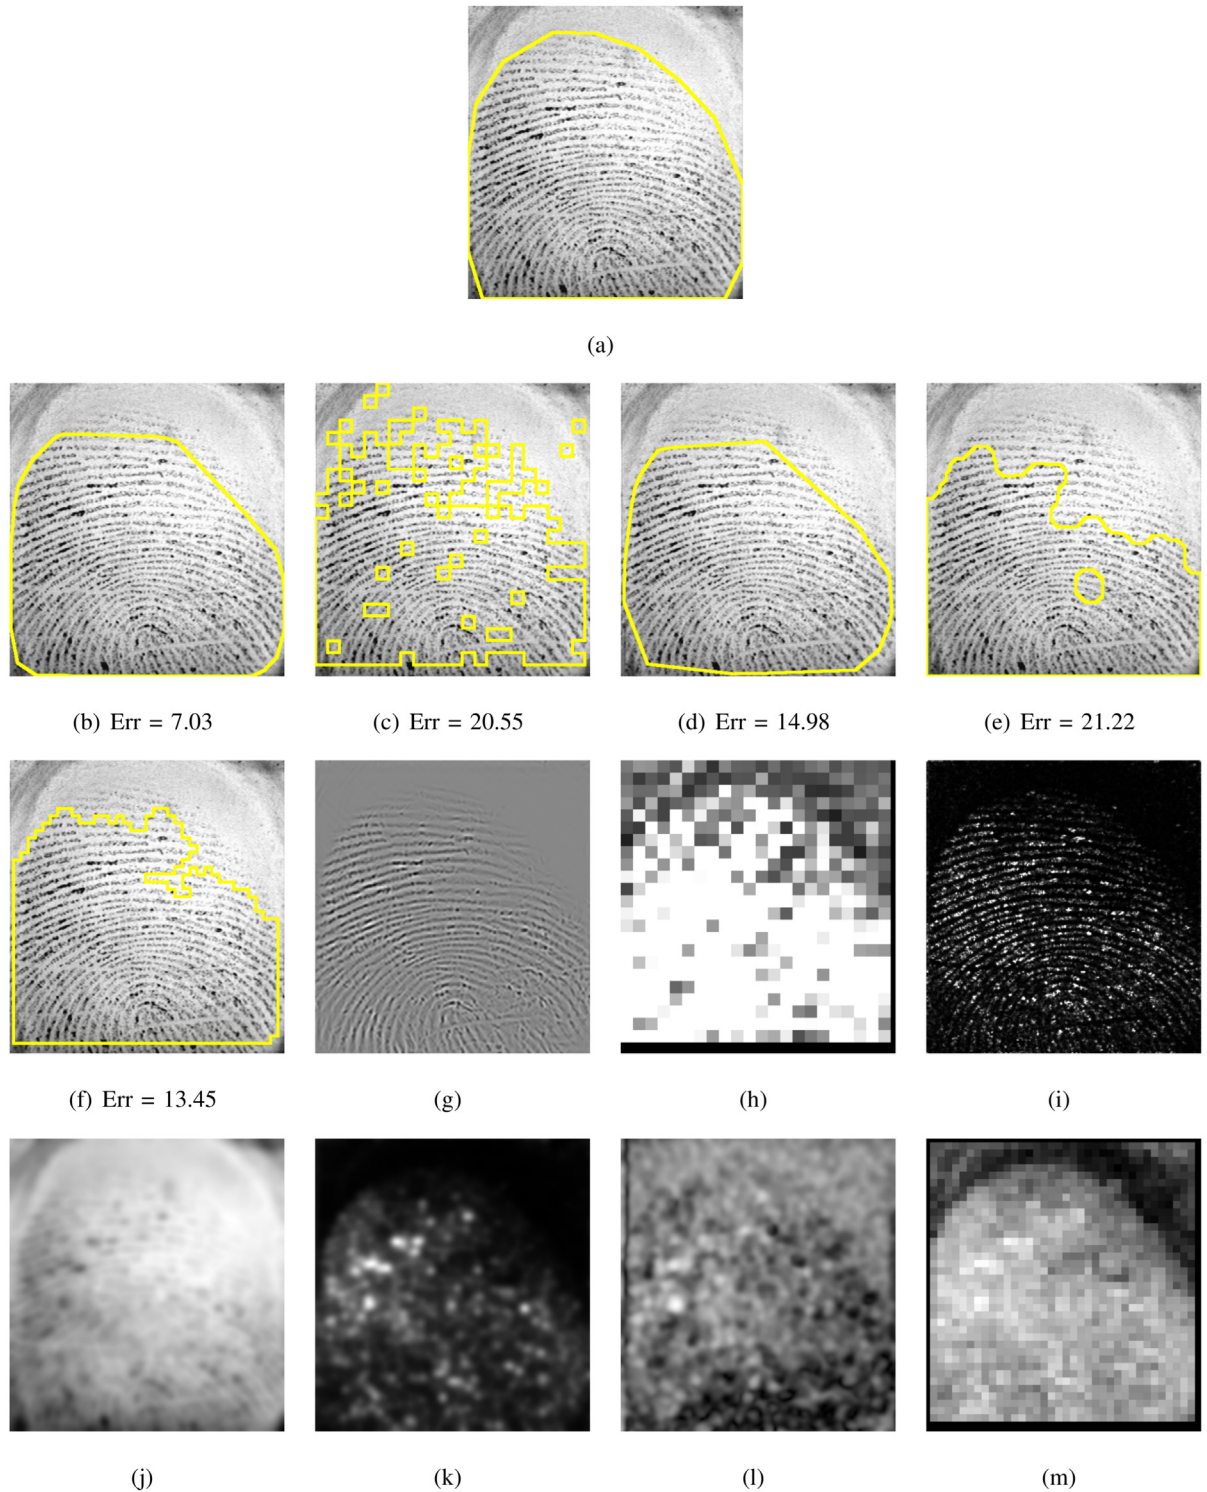 (a)
(b) Err = 7.03
(c) Err = 20.55
(d) Err = 14.98
(e) Err = 21.22
(f) Err = 13.45
(g)
(h)
(i)
(j)
(k)
(l)
(m)